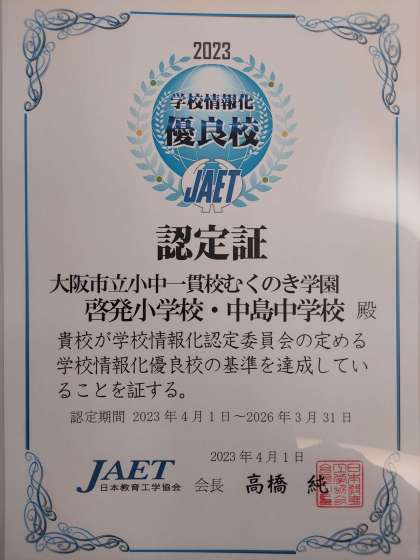 2023
学校情報化
優良校
JAET
認定証
大阪市立小中一貫校むくのき学園
啓発小学校・中島中学校 殿
貴校が学校情報化認定委員会の定める
学校情報化優良校の基準を達成してい
ることを証する。
認定期間 2023年4月1日~2026年3月31日
2023年4月1日
JAET
日本教育工学協会 会長 高橋 純